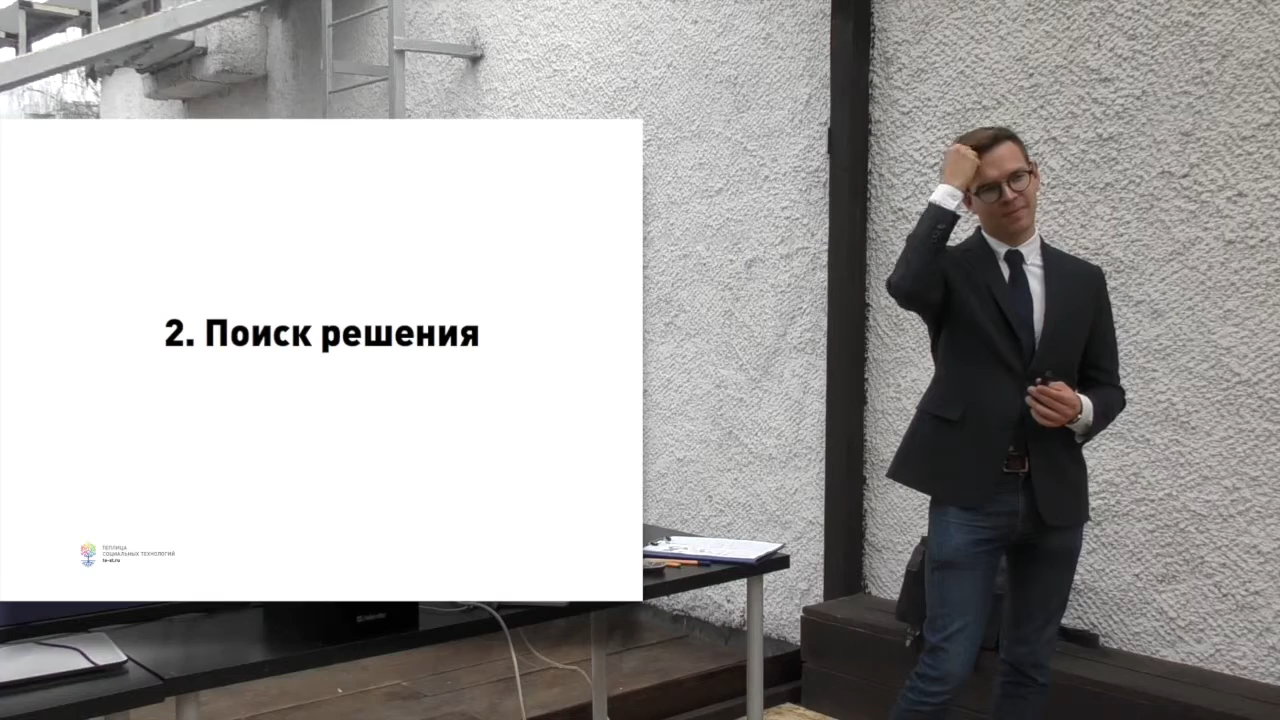 2. Поиск решения
ТЕПЛИЦА
СОЦИАЛЬНЫХ ТЕХНОЛОГИЙ
te-st.ru